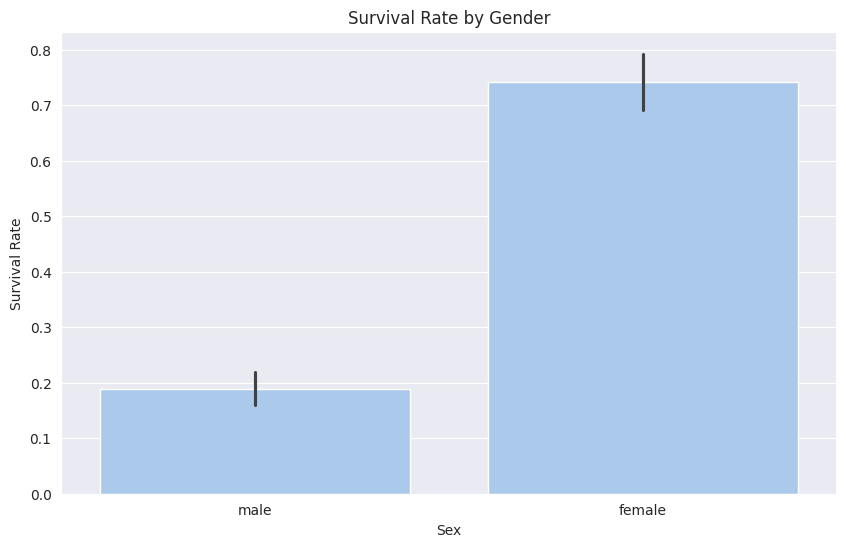 Survival Rate by Gender
0.8
0.7
0.6
0.5
0.4
0.3
0.2
0.1
0.0
Survival Rate
male female
Sex